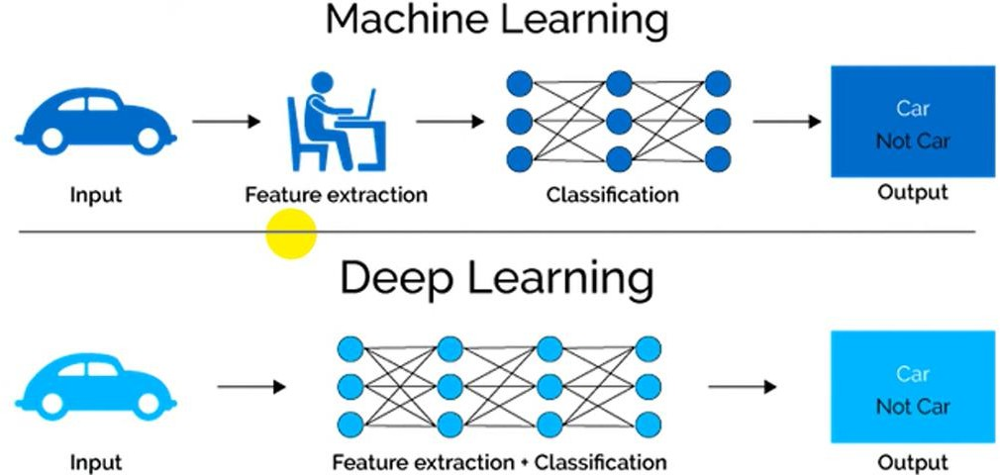 Machine Learning
Car
Not Car
Input
Feature extraction
Classification
Output
Deep Learning
Car
Not Car
Input
Feature extraction + Classification
Output